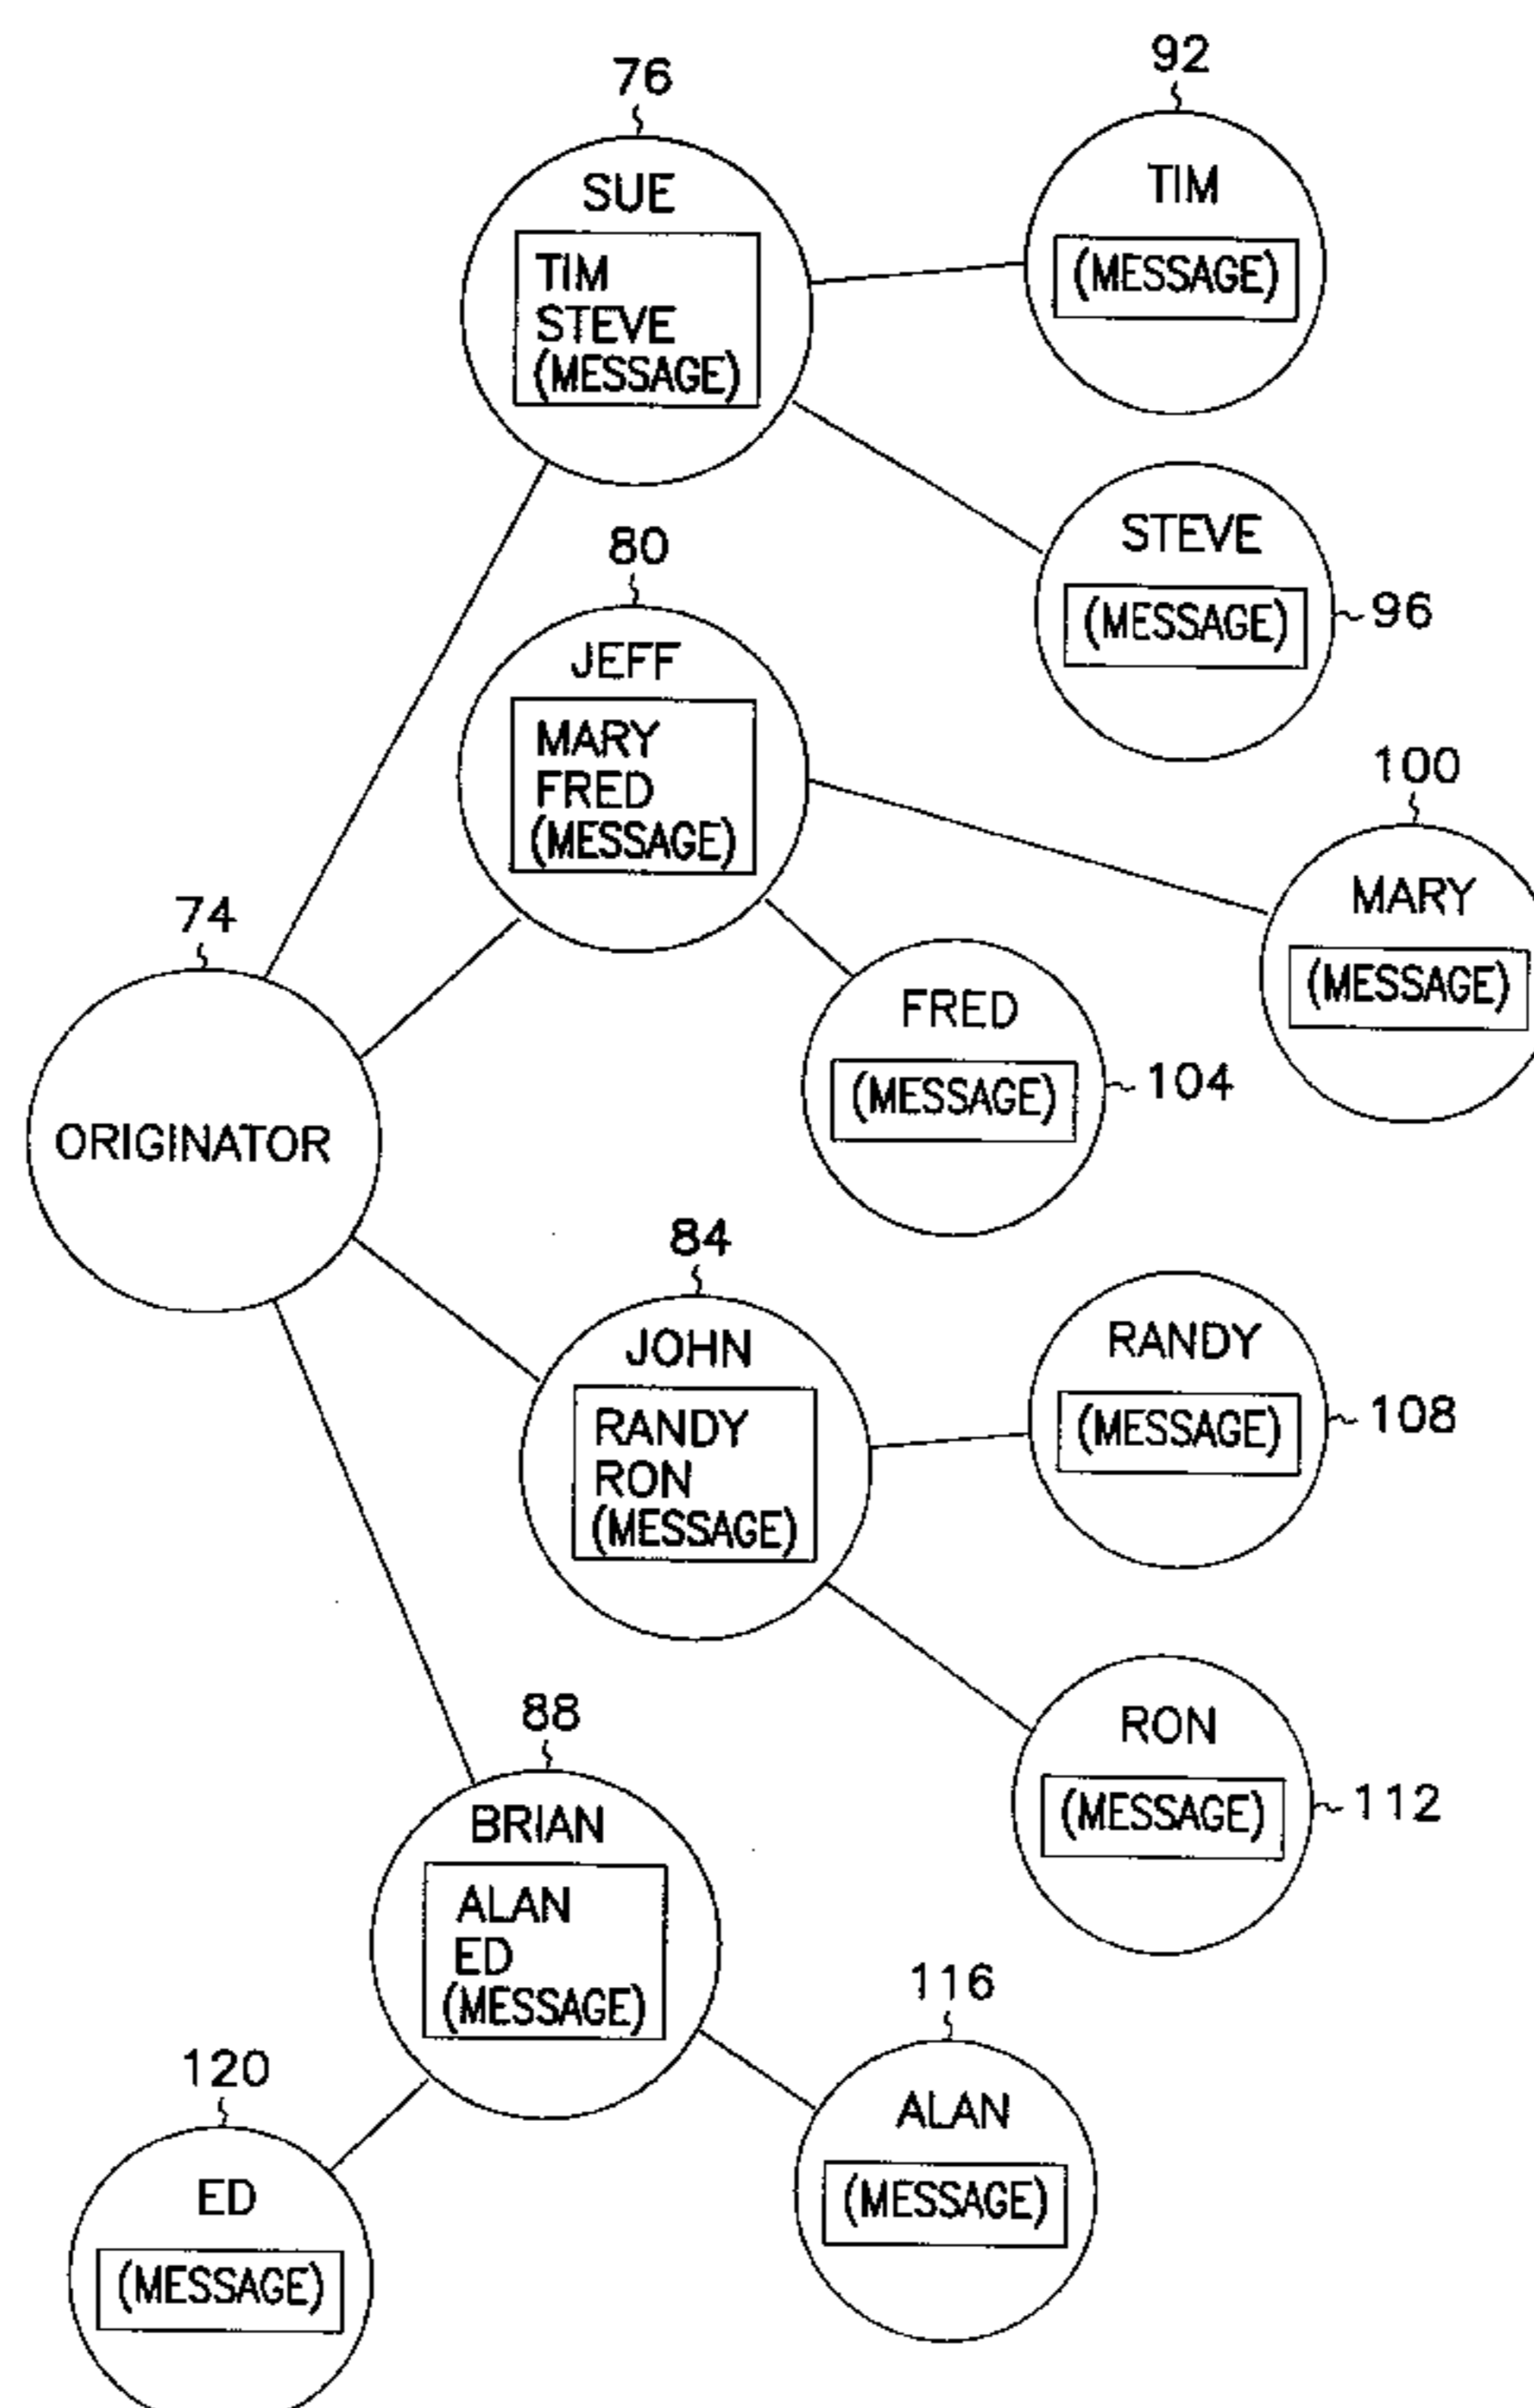 92
76
TIM
(MESSAGE)
SUE
TIM
STEVE
(MESSAGE)
STEVE
(MESSAGE)
96
80
JEFF
MARY
FRED
(MESSAGE)
100
MARY
(MESSAGE)
74
ORIGINATOR
FRED
(MESSAGE)
104
84
JOHN
RANDY
RON
(MESSAGE)
RANDY
(MESSAGE)
108
RON
(MESSAGE)
112
88
BRIAN
ALAN
ED
(MESSAGE)
116
ALAN
(MESSAGE)
120
ED
(MESSAGE)